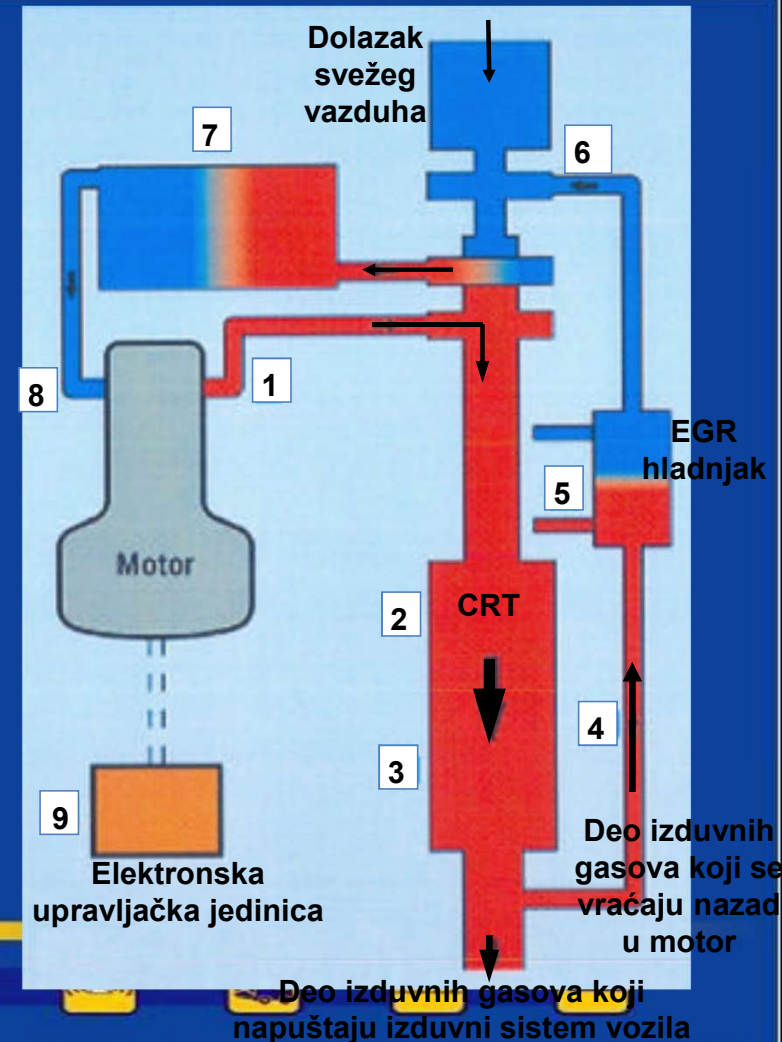 Dolazak
svežeg
vazduha
7
6
8
1
EGR
hladnjak
5
Motor
2
CRT
4
3
9
Elektronska
upravljačka jedinica
Deo izduvnih
gasova koji se
vraćaju nazad
u motor
Deo izduvnih gasova koji
napuštaju izduvni sistem vozila